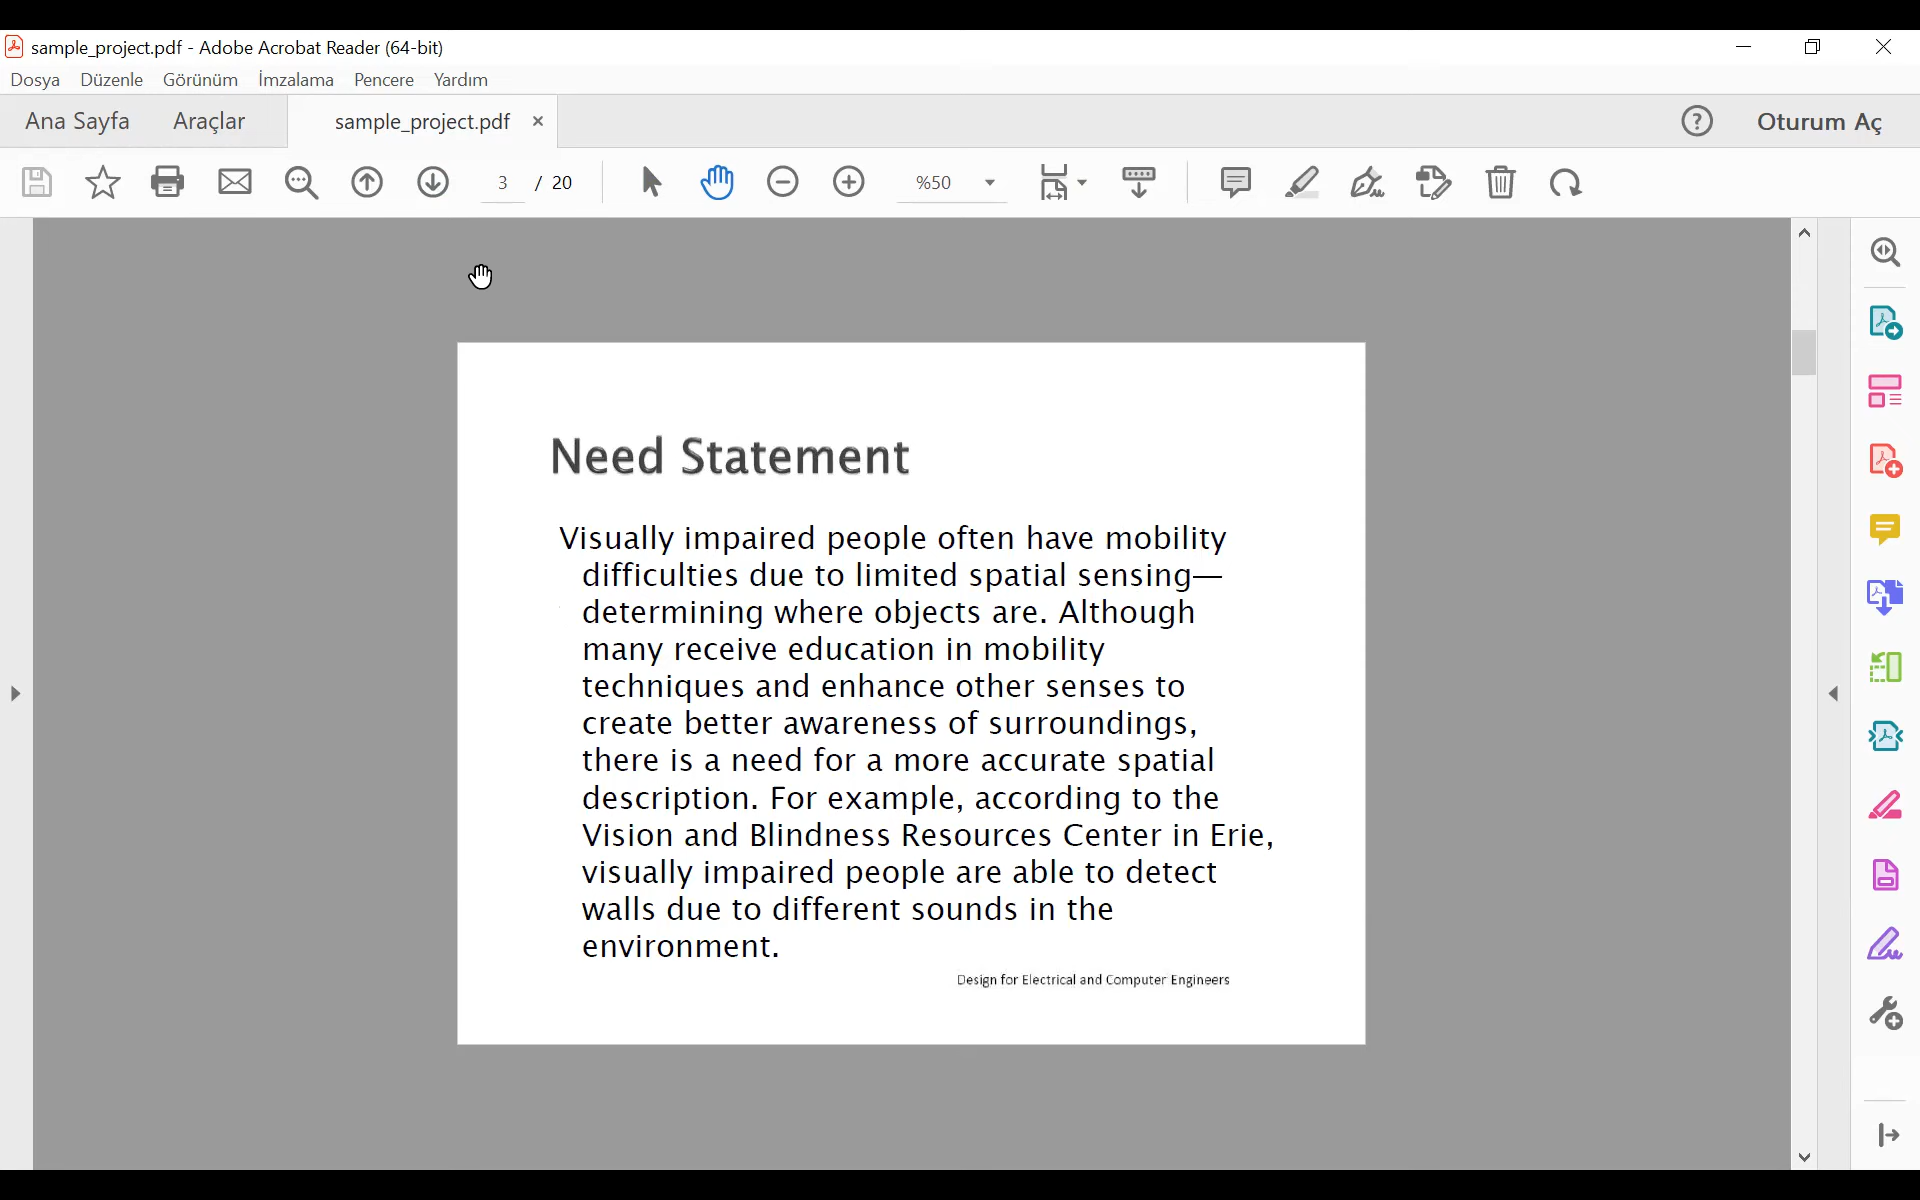 sample_project.pdf - Adobe Acrobat Reader (64-bit)
Dosya Düzenle Görünüm İmzalama Pencere Yardım
Ana Sayfa Araçlar sample_project.pdf Oturum Aç
3 / 20 %50
Need Statement
Visually impaired people often have mobility
difficulties due to limited spatial sensing—
determining where objects are. Although
many receive education in mobility
techniques and enhance other senses to
create better awareness of surroundings,
there is a need for a more accurate spatial
description. For example, according to the
Vision and Blindness Resources Center in Erie,
visually impaired people are able to detect
walls due to different sounds in the
environment.
Design for Electrical and Computer Engineers